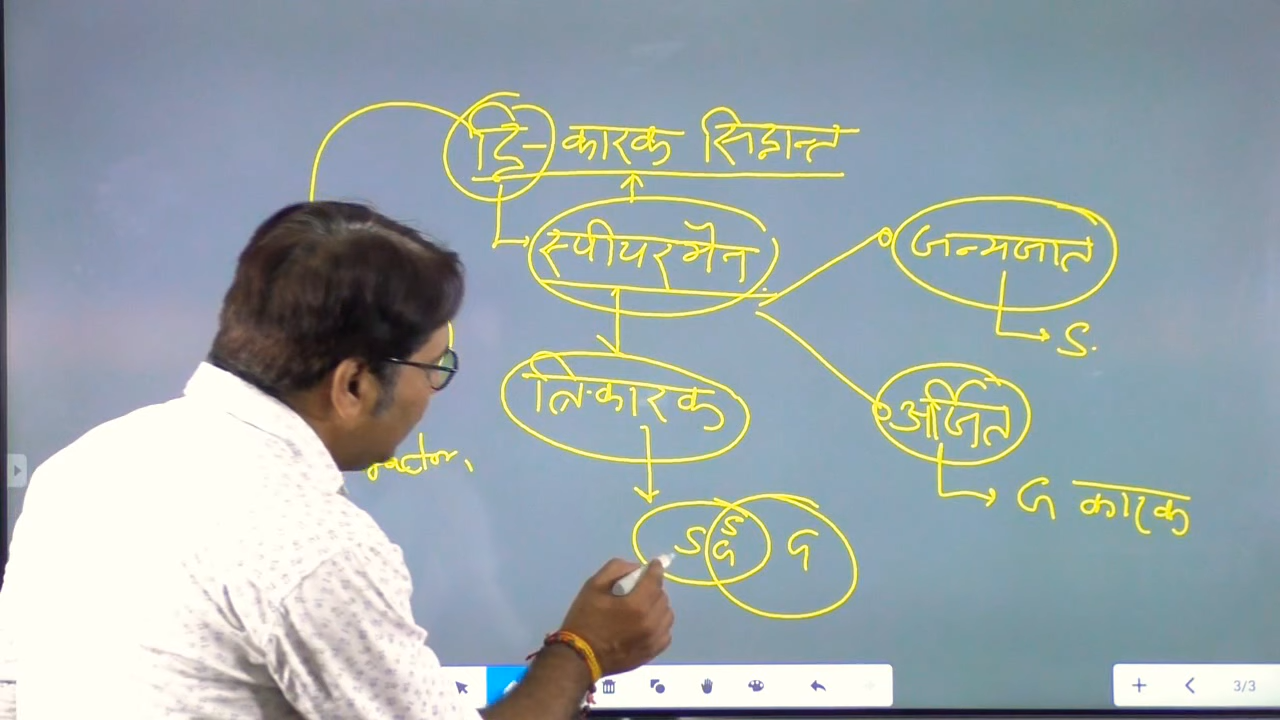 द्वि-कारक सिद्धान्त
स्पीयरमैन
जन्मजात
S.
त्रि-कारक
अर्जित
factor,
G कारक
S S G G
3/3